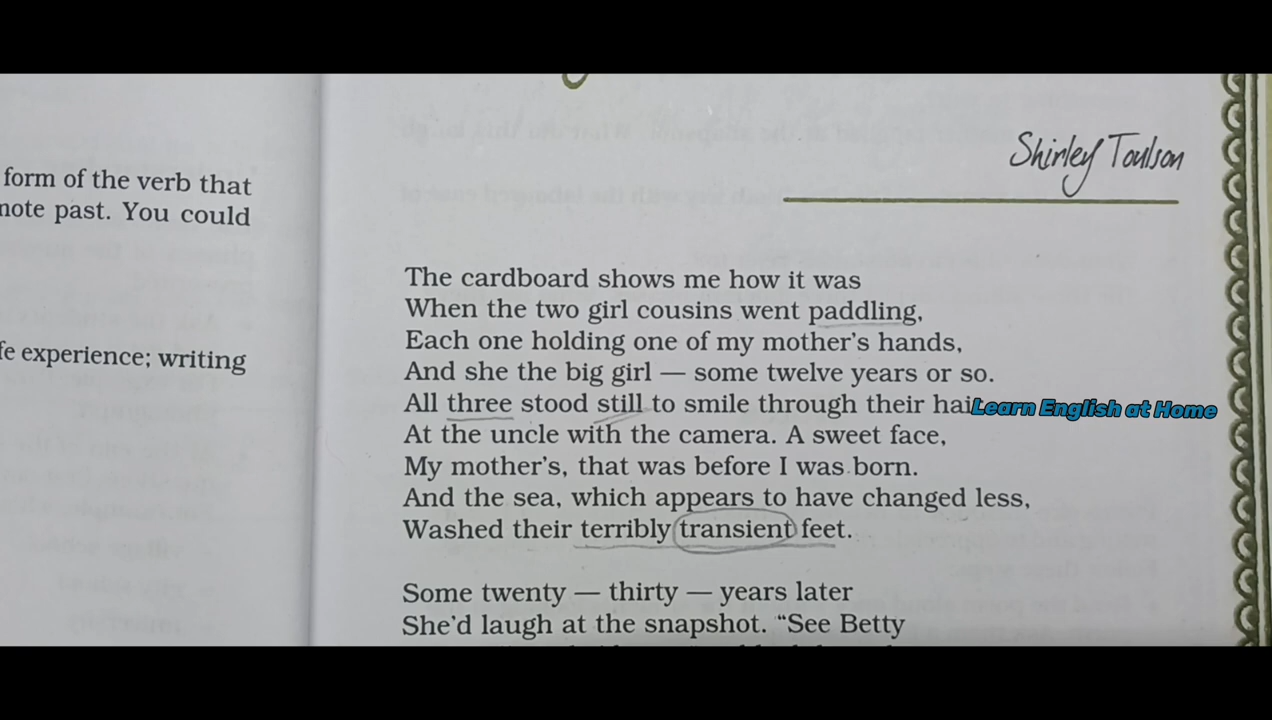 Shirley Toulson
form of the verb that
mote past. You could
experience; writing
The cardboard shows me how it was
When the two girl cousins went paddling,
Each one holding one of my mother's hands,
And she the big girl — some twelve years or so.
All three stood still to smile through their hai
Learn English at Home
At the uncle with the camera. A sweet face,
My mother's, that was before I was born.
And the sea, which appears to have changed less,
Washed their terribly transient feet.
Some twenty — thirty — years later
She'd laugh at the snapshot. “See Betty